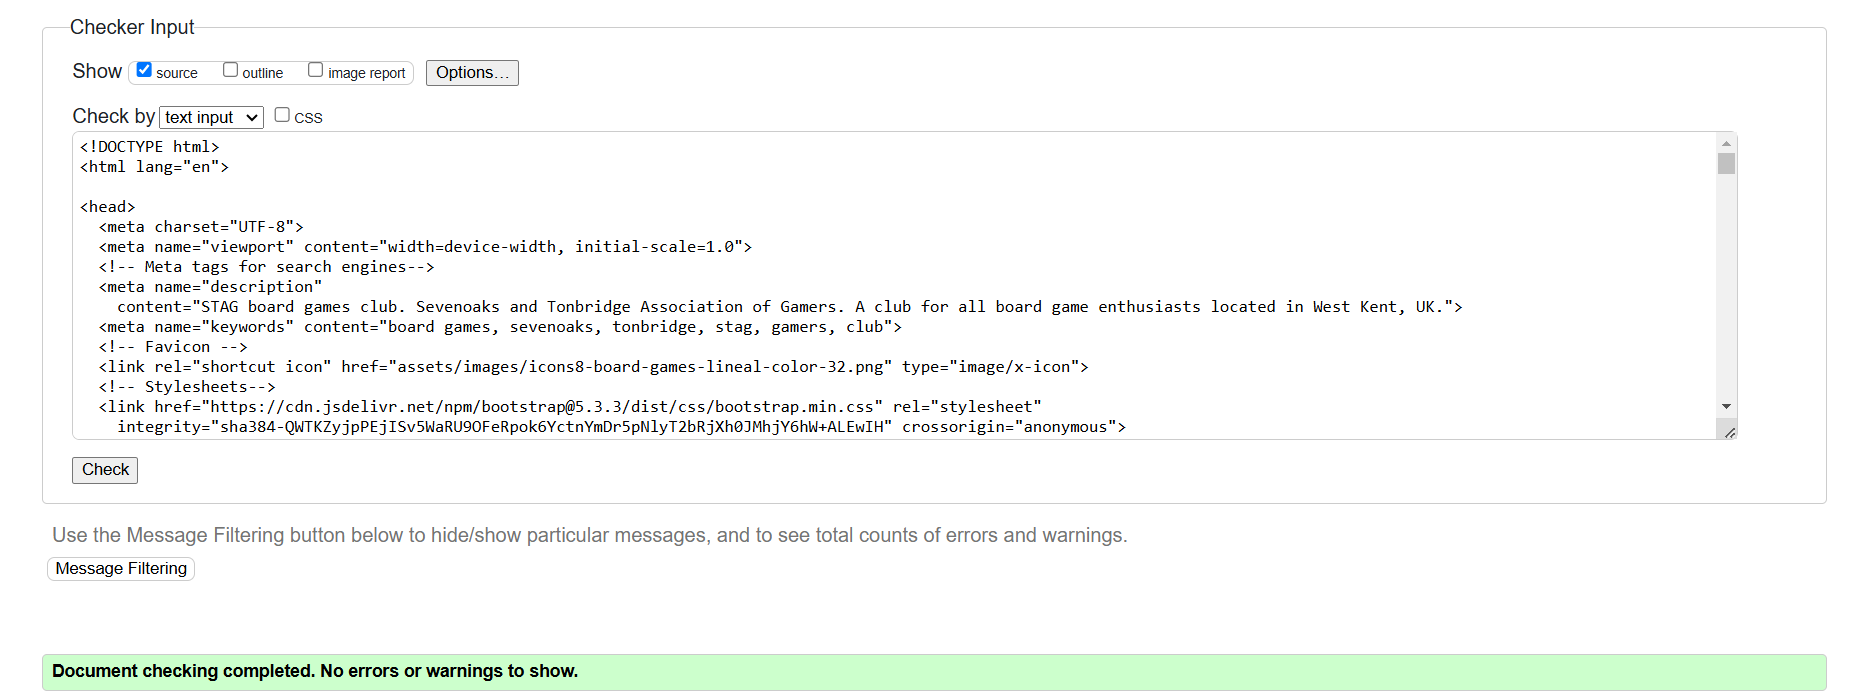 Checker Input
Show source outline image report Options...
Check by text input CSS
<!DOCTYPE html>
<html lang="en">
<head>
<meta charset="UTF-8">
<meta name="viewport" content="width=device-width, initial-scale=1.0">
<!-- Meta tags for search engines-->
<meta name="description"
content="STAG board games club. Sevenoaks and Tonbridge Association of Gamers. A club for all board game enthusiasts located in West Kent, UK.">
<meta name="keywords" content="board games, sevenoaks, tonbridge, stag, gamers, club">
<!-- Favicon -->
<link rel="shortcut icon" href="assets/images/icons8-board-games-lineal-color-32.png" type="image/x-icon">
<!-- Stylesheets-->
<link href="https://cdn.jsdelivr.net/npm/bootstrap@5.3.3/dist/css/bootstrap.min.css" rel="stylesheet"
integrity="sha384-QWTKZyjpPEjISv5WaRU9OFeRpok6YctnYmDr5pNlyT2bRjXh0JMhjY6hW+ALEwIH" crossorigin="anonymous">
Check
Use the Message Filtering button below to hide/show particular messages, and to see total counts of errors and warnings.
Message Filtering
Document checking completed. No errors or warnings to show.